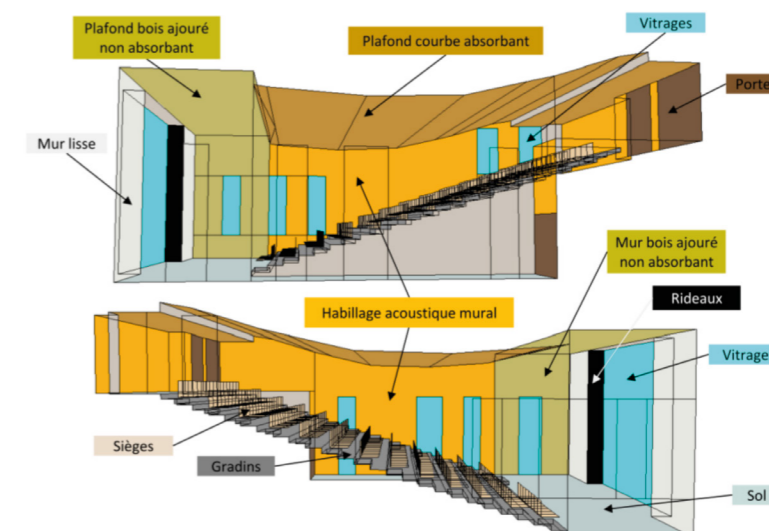 Plafond bois ajouré
non absorbant
Plafond courbe absorbant
Vitrages
Porte
Mur lisse
Mur bois ajouré
non absorbant
Rideaux
Habillage acoustique mural
Vitrage
Sièges
Gradins
Sol